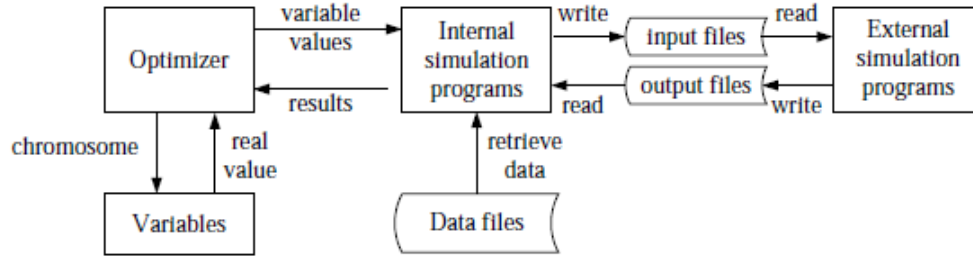 variable
values
Optimizer
results
Internal
simulation
programs
write
input files
read
External
simulation
programs
output files
read
write
chromosome
real
value
retrieve
data
Variables
Data files